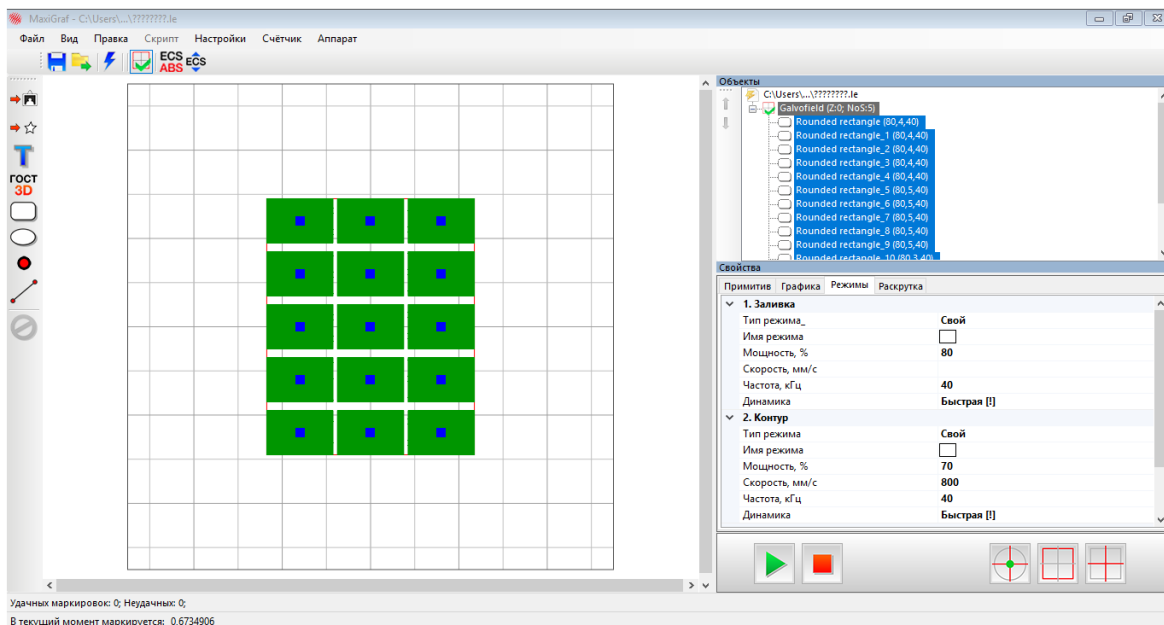 MaxiGraf - C:\Users\...\????????.le
Файл Вид Правка Скрипт Настройки Счётчик Аппарат
ECS ABS ECS
T
ГОСТ
3D
Объекты
C:\Users\...\????????.le
Galvofield (Z:0; NoS:5)
Rounded rectangle (80,4,40)
Rounded rectangle_1 (80,4,40)
Rounded rectangle_2 (80,4,40)
Rounded rectangle_3 (80,4,40)
Rounded rectangle_4 (80,4,40)
Rounded rectangle_5 (80,5,40)
Rounded rectangle_6 (80,5,40)
Rounded rectangle_7 (80,5,40)
Rounded rectangle_8 (80,5,40)
Rounded rectangle_9 (80,5,40)
Rounded rectangle_10 (80,3,40)
Свойства
Примитив Графика Режимы Раскрутка
1. Заливка
Тип режима_ Свой
Имя режима
Мощность, % 80
Скорость, мм/с
Частота, кГц 40
Динамика Быстрая [!]
2. Контур
Тип режима Свой
Имя режима
Мощность, % 70
Скорость, мм/с 800
Частота, кГц 40
Динамика Быстрая [!]
Удачных маркировок: 0; Неудачных: 0;
В текущий момент маркируется: 0.6734906